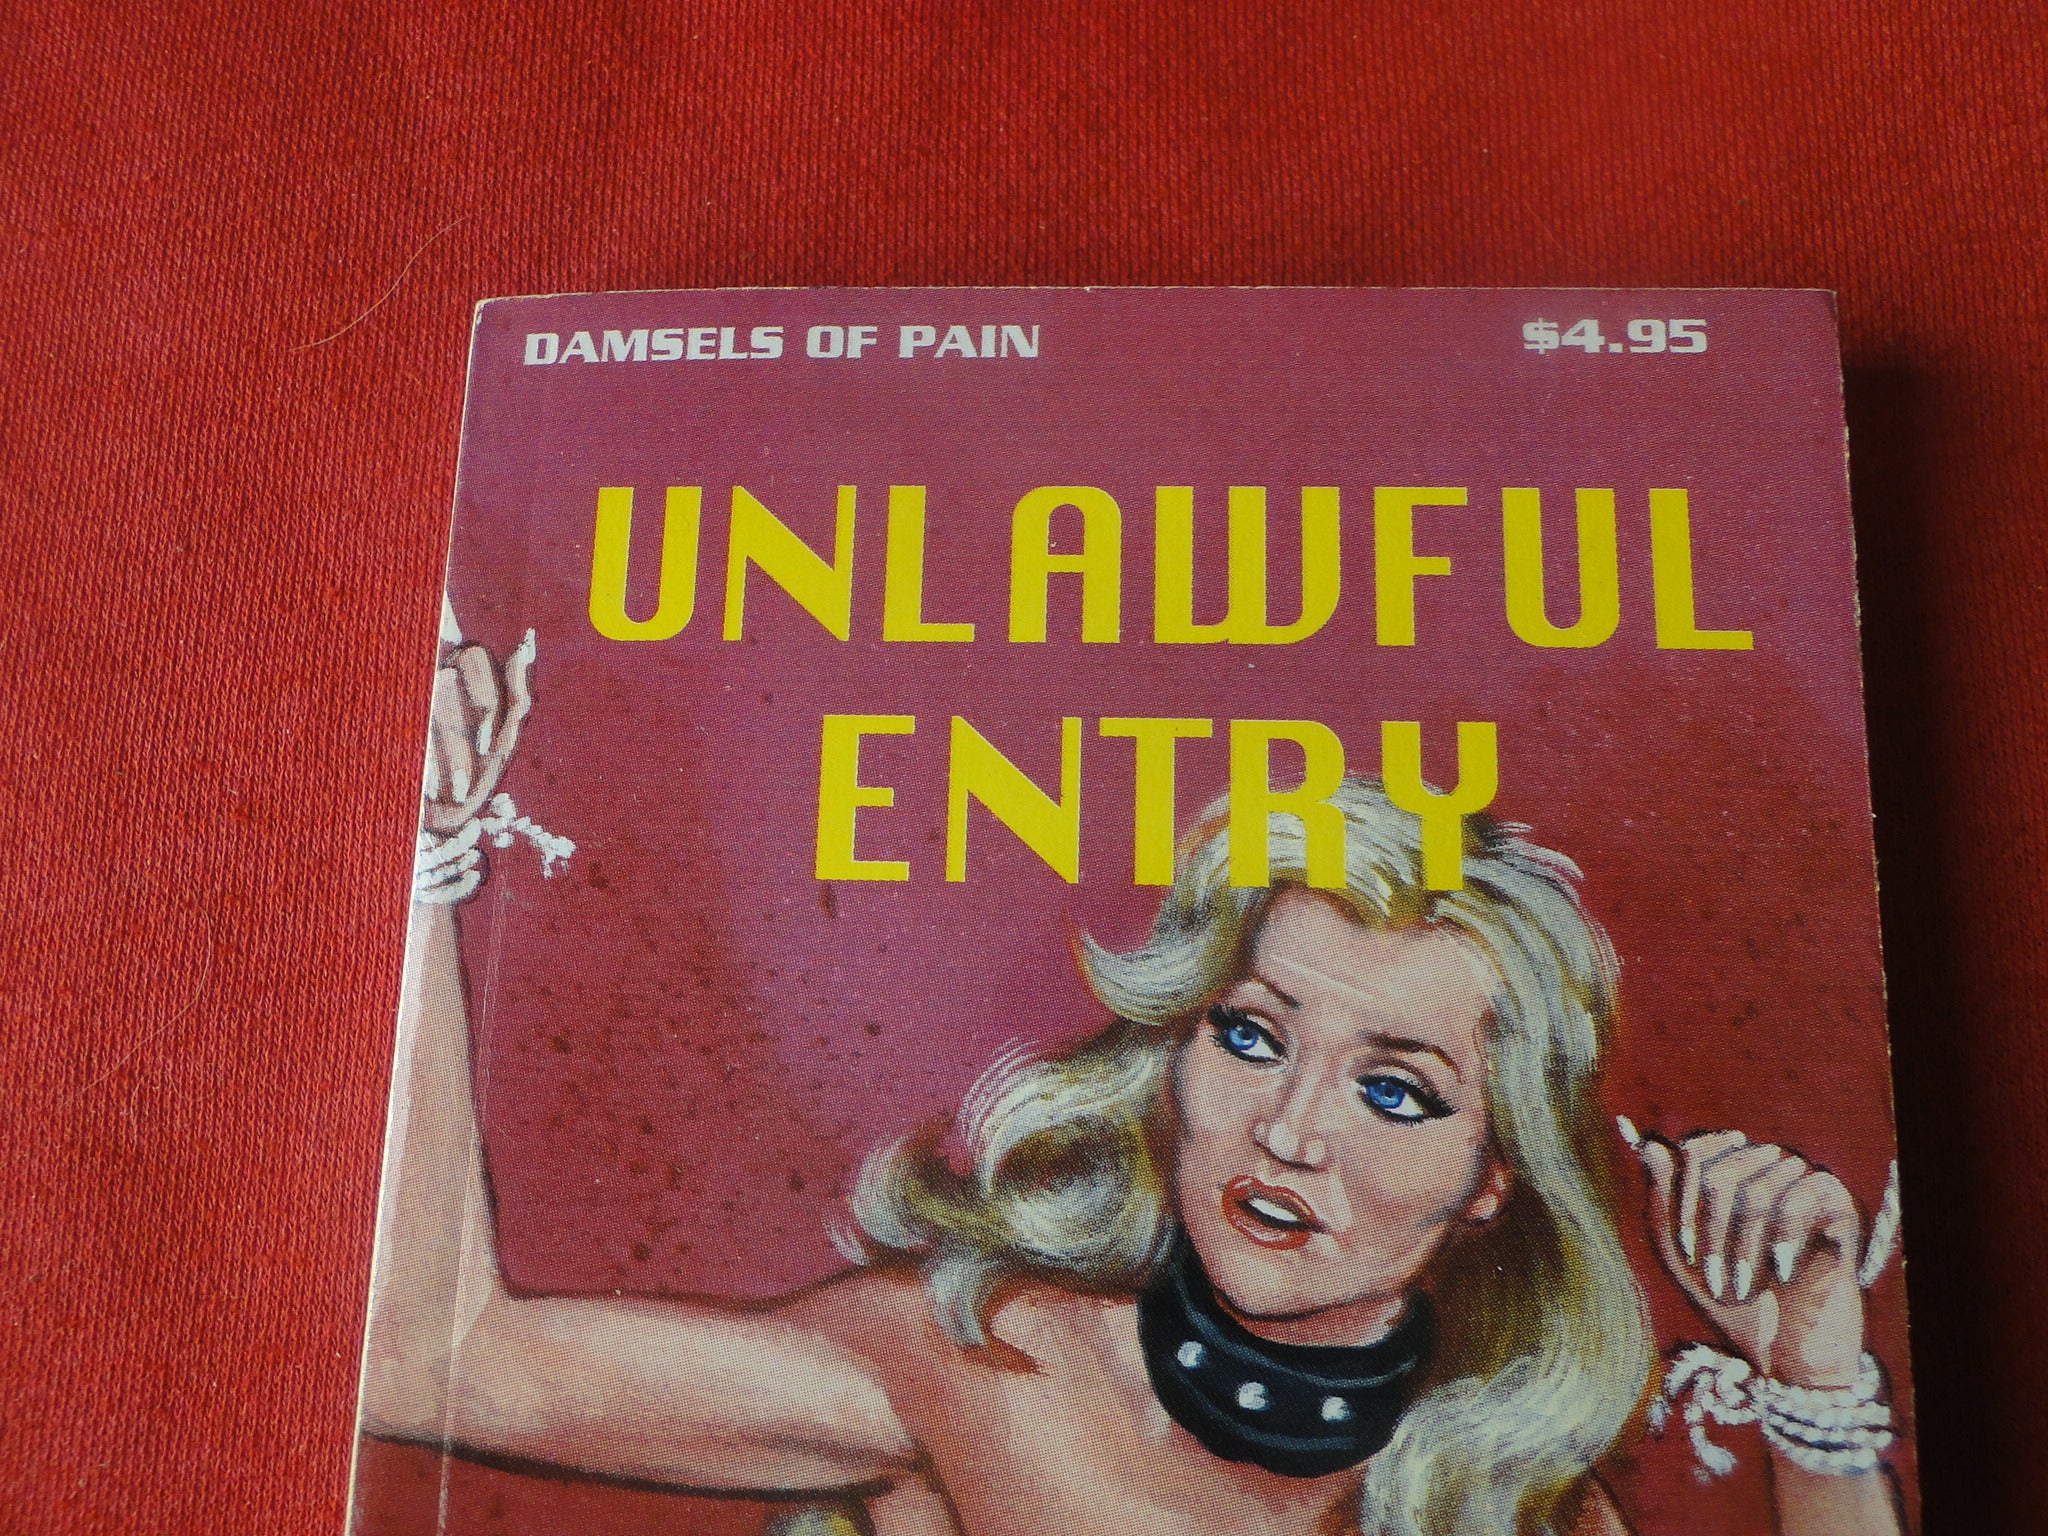 DAMSELS OF PAIN $4.95
UNLAWFUL
ENTRY